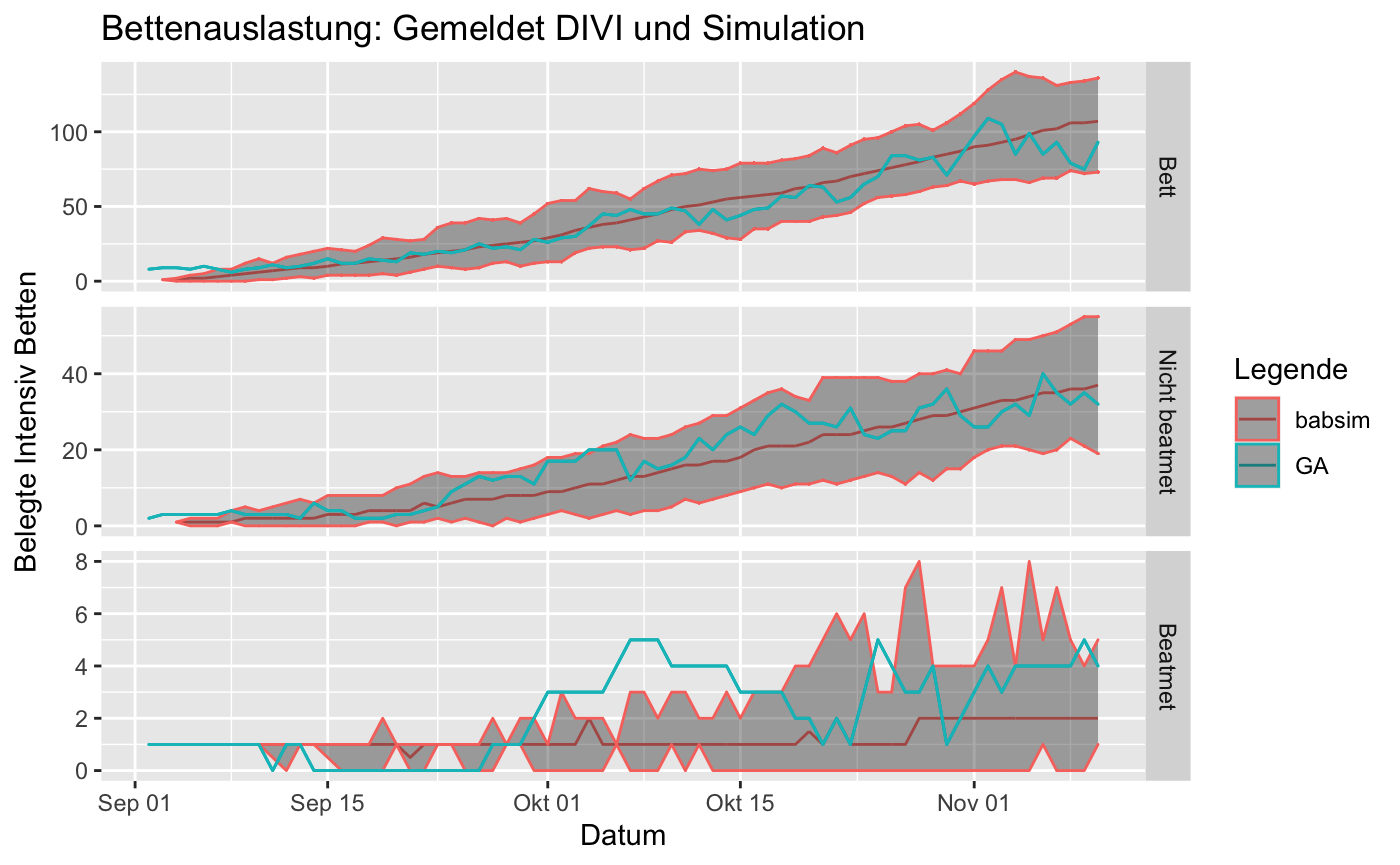 Bettenauslastung: Gemeldet DIVI und Simulation
Belegte Intensiv Betten
100
50
0
Bett
40
20
0
Nicht beatmet
8
6
4
2
0
Beatmet
Sep 01
Sep 15
Okt 01
Okt 15
Nov 01
Datum
Legende
babsim
GA